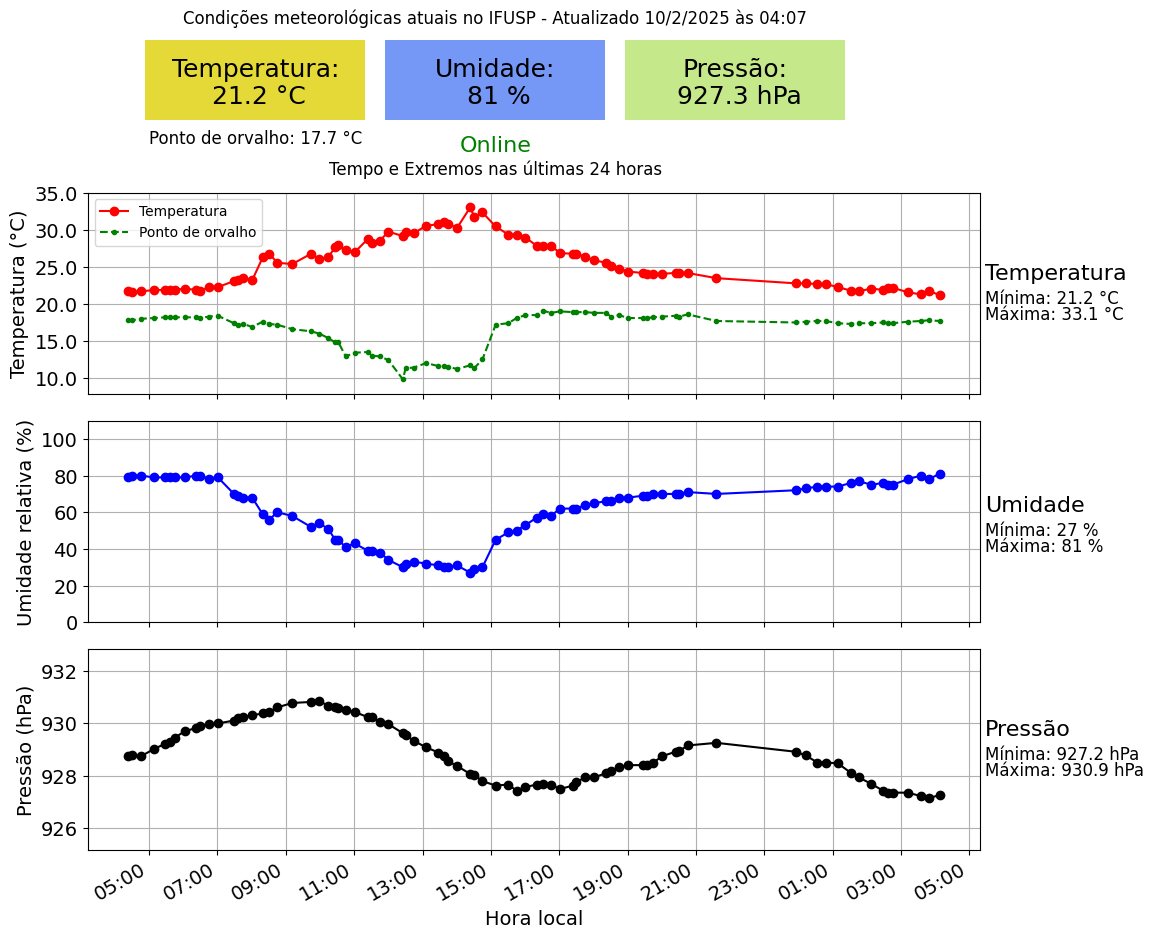 Condições meteorológicas atuais no IFUSP - Atualizado 10/2/2025 às 04:07
Temperatura:
21.2 °C
Umidade:
81 %
Pressão:
927.3 hPa
Ponto de orvalho: 17.7 °C
Online
Tempo e Extremos nas últimas 24 horas
Temperatura (°C)
35.0
30.0
25.0
20.0
15.0
10.0
Temperatura
Ponto de orvalho
Temperatura
Mínima: 21.2 °C
Máxima: 33.1 °C
Umidade relativa (%)
100
80
60
40
20
0
Umidade
Mínima: 27 %
Máxima: 81 %
Pressão (hPa)
932
930
928
926
Pressão
Mínima: 927.2 hPa
Máxima: 930.9 hPa
05:00 07:00 09:00 11:00 13:00 15:00 17:00 19:00 21:00 23:00 01:00 03:00 05:00
Hora local